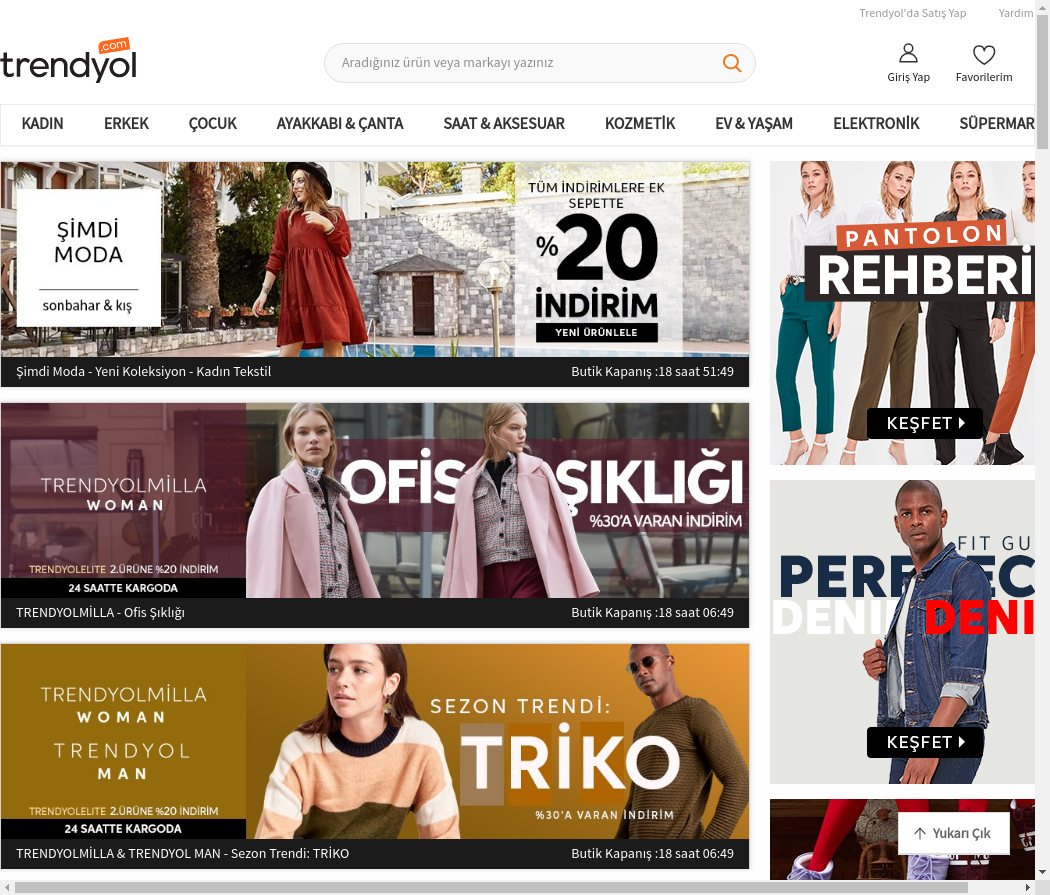 Trendyol'da Satış Yap
Yardım
trendyol
.com
Aradığınız ürün veya markayı yazınız
Giriş Yap
Favorilerim
KADIN
ERKEK
ÇOCUK
AYAKKABI & ÇANTA
SAAT & AKSESUAR
KOZMETİK
EV & YAŞAM
ELEKTRONİK
SÜPERMAR
ŞİMDİ
MODA
sonbahar & kış
TÜM İNDİRİMLERE EK
SEPETTE
%20
İNDİRİM
YENİ ÜRÜNLELE
Şimdi Moda - Yeni Koleksiyon - Kadın Tekstil
Butik Kapanış :18 saat 51:49
PANTOLON
REHBERİ
KEŞFET
TRENDYOLMİLLA
WOMAN
TRENDYOLELITE 2.ÜRÜNE %20 İNDİRİM
24 SAATTE KARGODA
OFİS ŞIKLIĞI
%30'A VARAN İNDİRİM
TRENDYOLMİLLA - Ofis Şıklığı
Butik Kapanış :18 saat 06:49
FIT GU
PERFEC
DENI DENI
KEŞFET
TRENDYOLMİLLA
WOMAN
TRENDYOL
MAN
TRENDYOLELITE 2.ÜRÜNE %20 İNDİRİM
24 SAATTE KARGODA
SEZON TRENDİ:
TRİKO
%30'A VARAN İNDİRİM
TRENDYOLMİLLA & TRENDYOL MAN - Sezon Trendi: TRİKO
Butik Kapanış :18 saat 06:49
Yukarı Çık